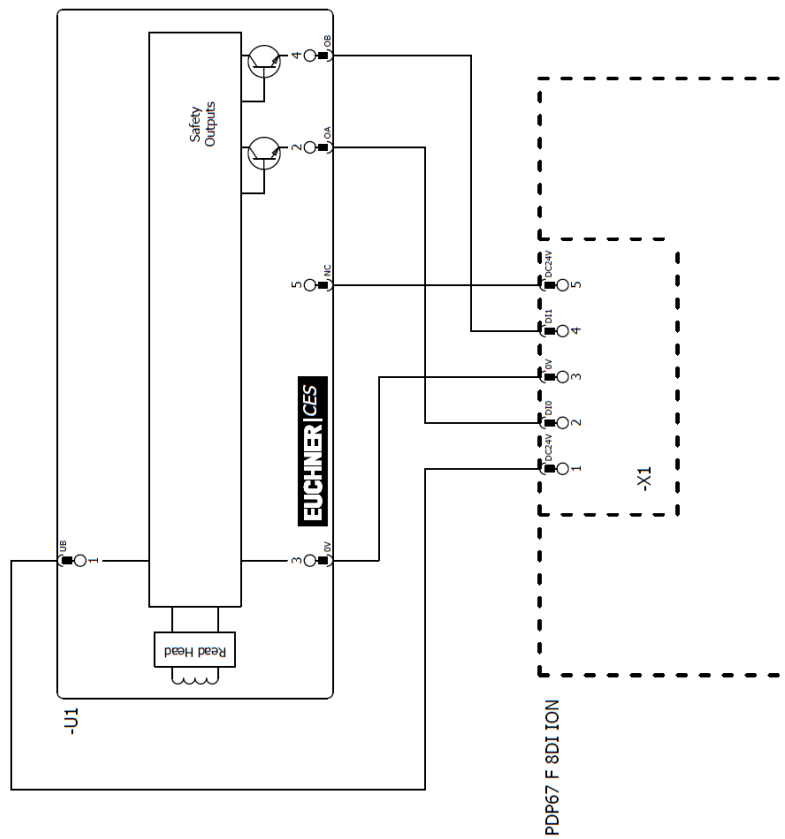 Safety
Outputs
4
OB
2
OA
5
NC
EUCHNER|CES
UB
1
3
0V
Read Head
-U1
DC24V
5
DI1
4
0V
3
DI0
2
DC24V
1
-X1
PDP67 F 8DI ION